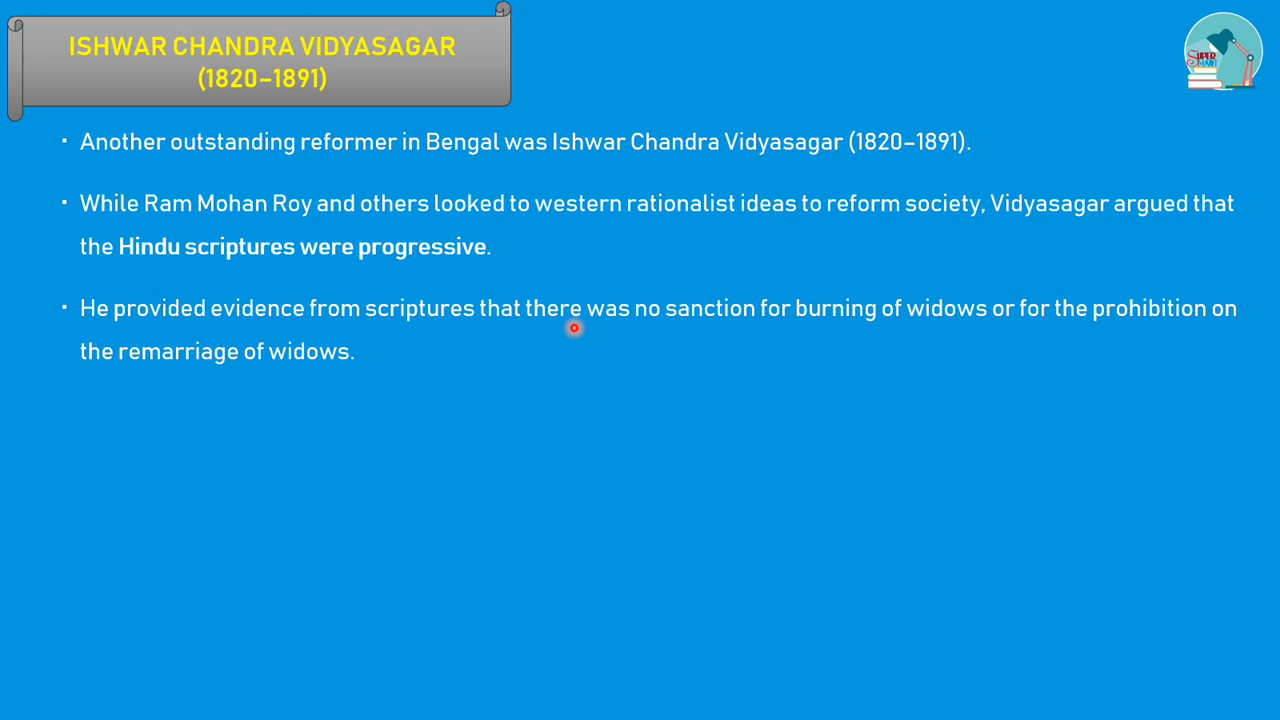 ISHWAR CHANDRA VIDYASAGAR
(1820–1891)
SUPER
SMART
· Another outstanding reformer in Bengal was Ishwar Chandra Vidyasagar (1820–1891).
· While Ram Mohan Roy and others looked to western rationalist ideas to reform society, Vidyasagar argued that
the Hindu scriptures were progressive.
· He provided evidence from scriptures that there was no sanction for burning of widows or for the prohibition on
the remarriage of widows.